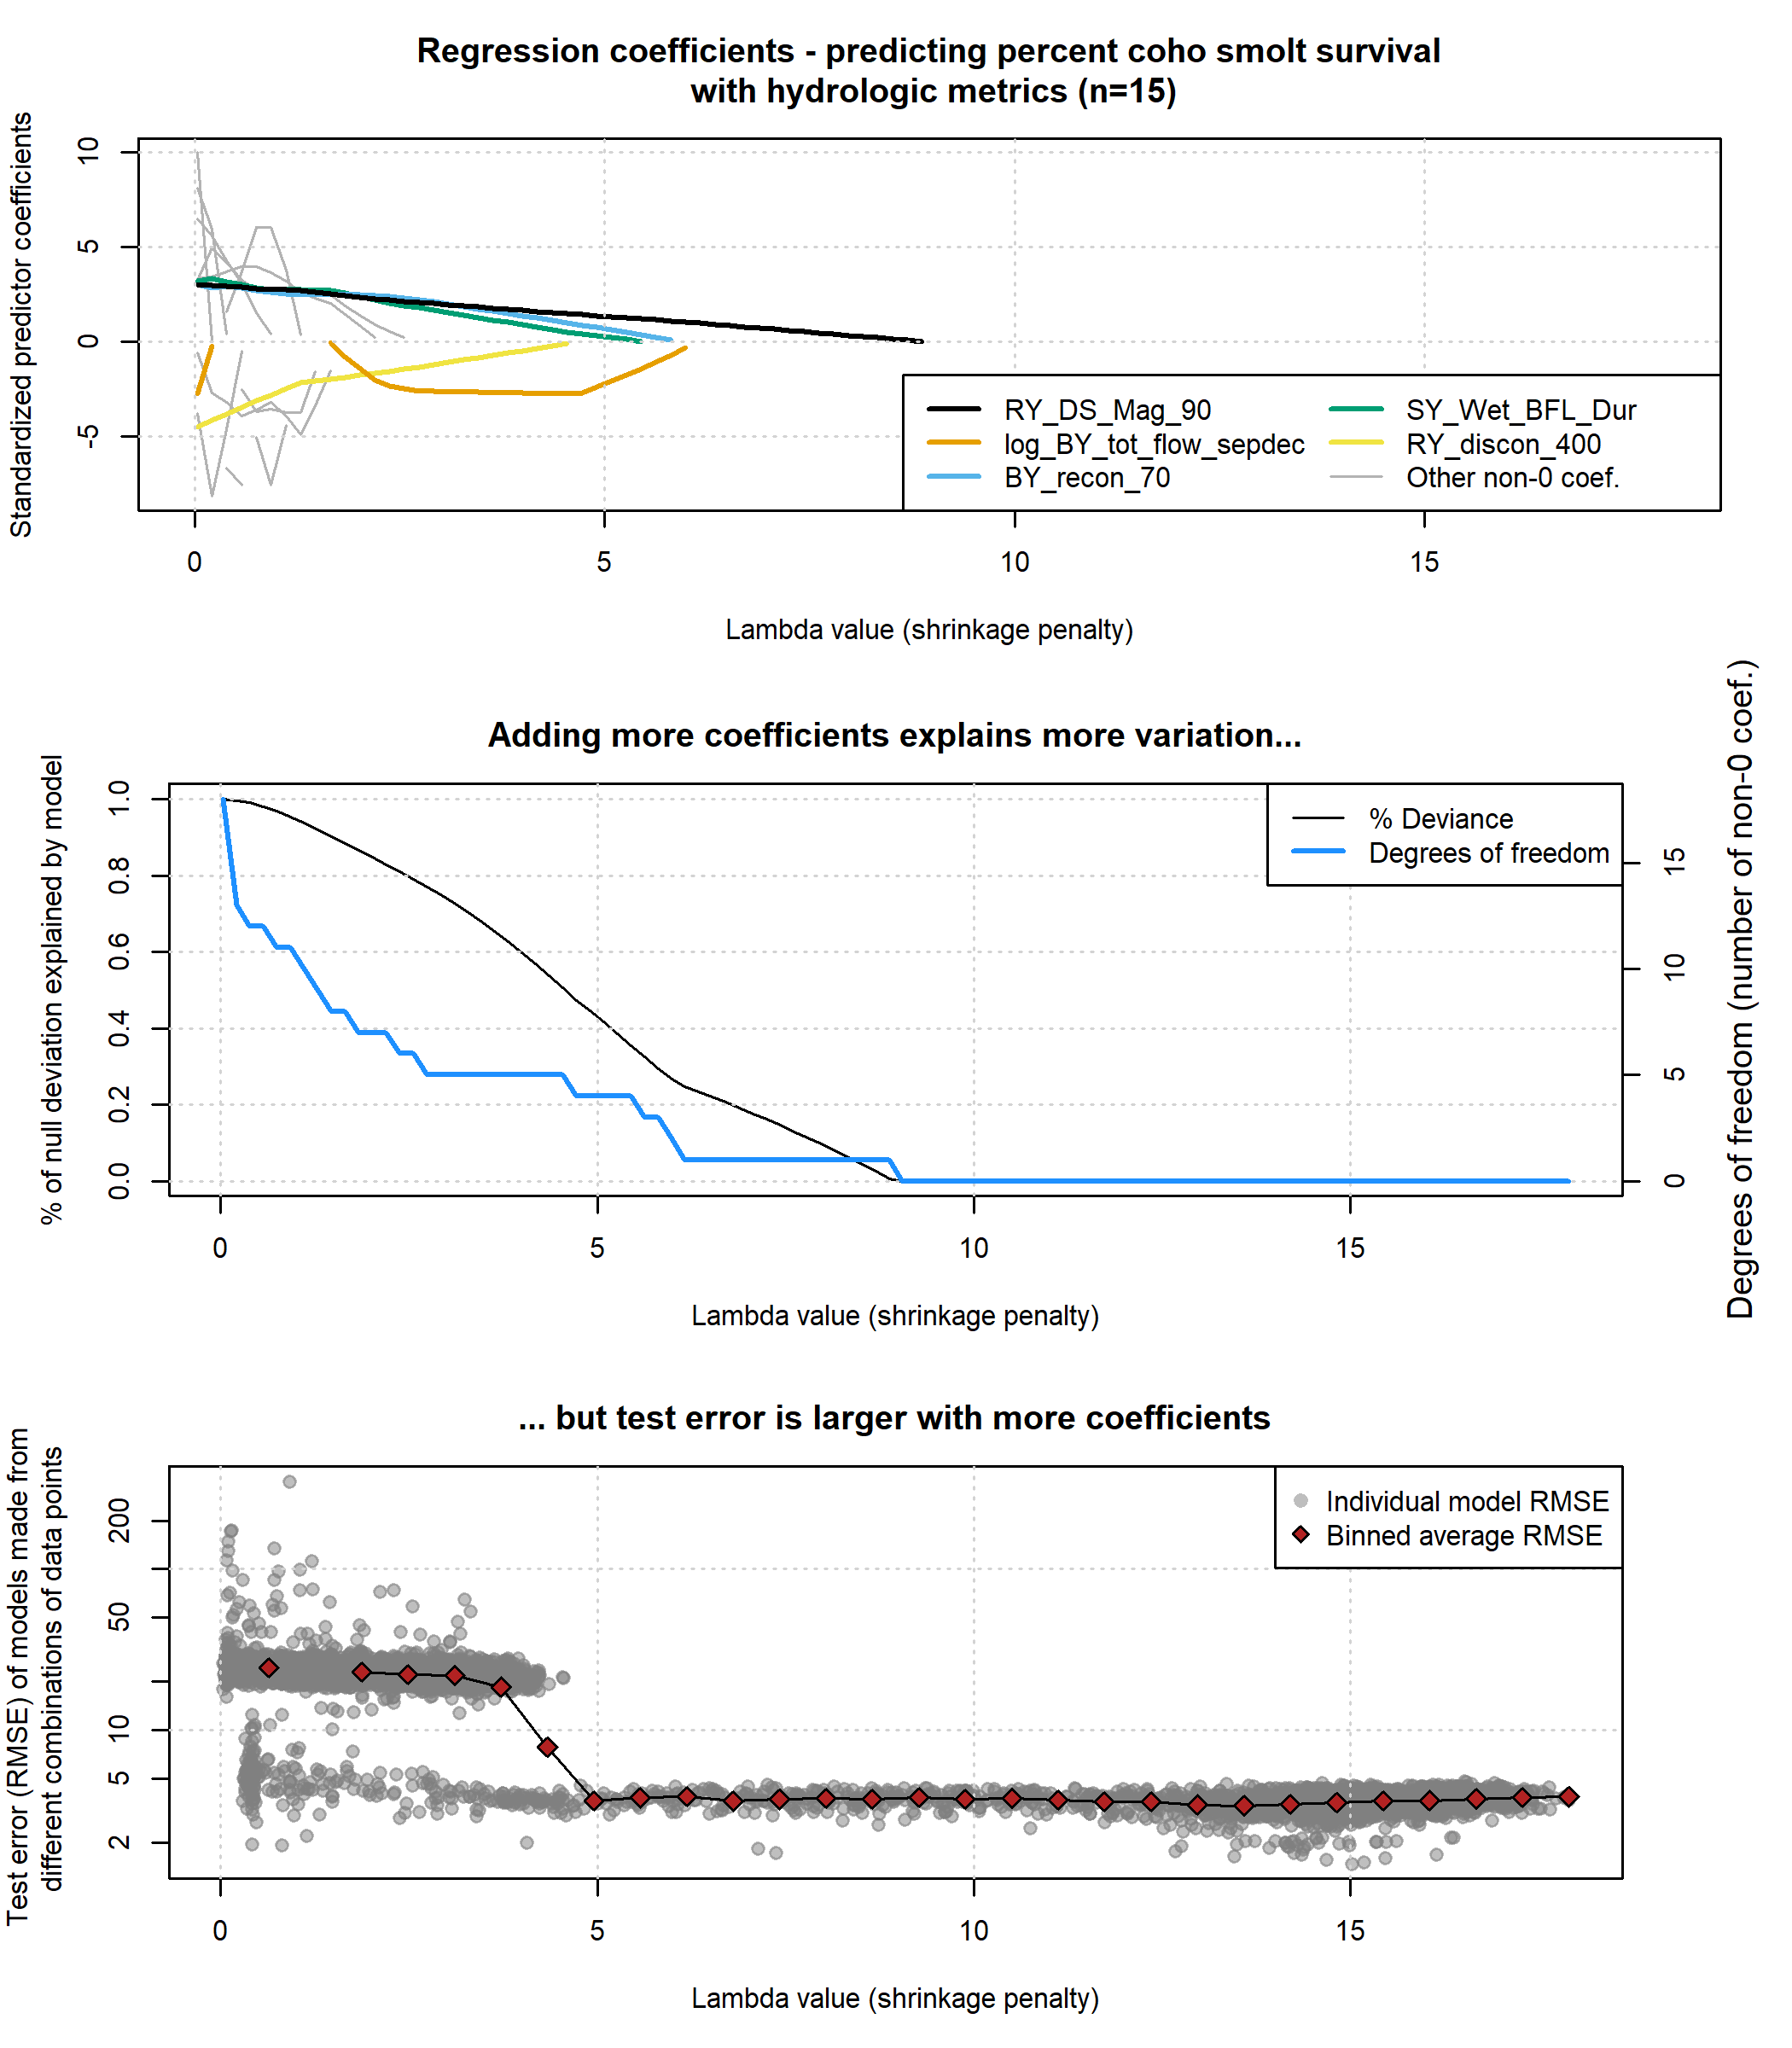 Regression coefficients - predicting percent coho smolt survival
with hydrologic metrics (n=15)
Standardized predictor coefficients
10
5
0
-5
RY_DS_Mag_90
log_BY_tot_flow_sepdec
BY_recon_70
SY_Wet_BFL_Dur
RY_discon_400
Other non-0 coef.
0 5 10 15
Lambda value (shrinkage penalty)
Adding more coefficients explains more variation...
% of null deviation explained by model
1.0
0.8
0.6
0.4
0.2
0.0
% Deviance
Degrees of freedom
15
10
5
0
Degrees of freedom (number of non-0 coef.)
0 5 10 15
Lambda value (shrinkage penalty)
... but test error is larger with more coefficients
Test error (RMSE) of models made from
different combinations of data points
200
50
10
5
2
Individual model RMSE
Binned average RMSE
0 5 10 15
Lambda value (shrinkage penalty)